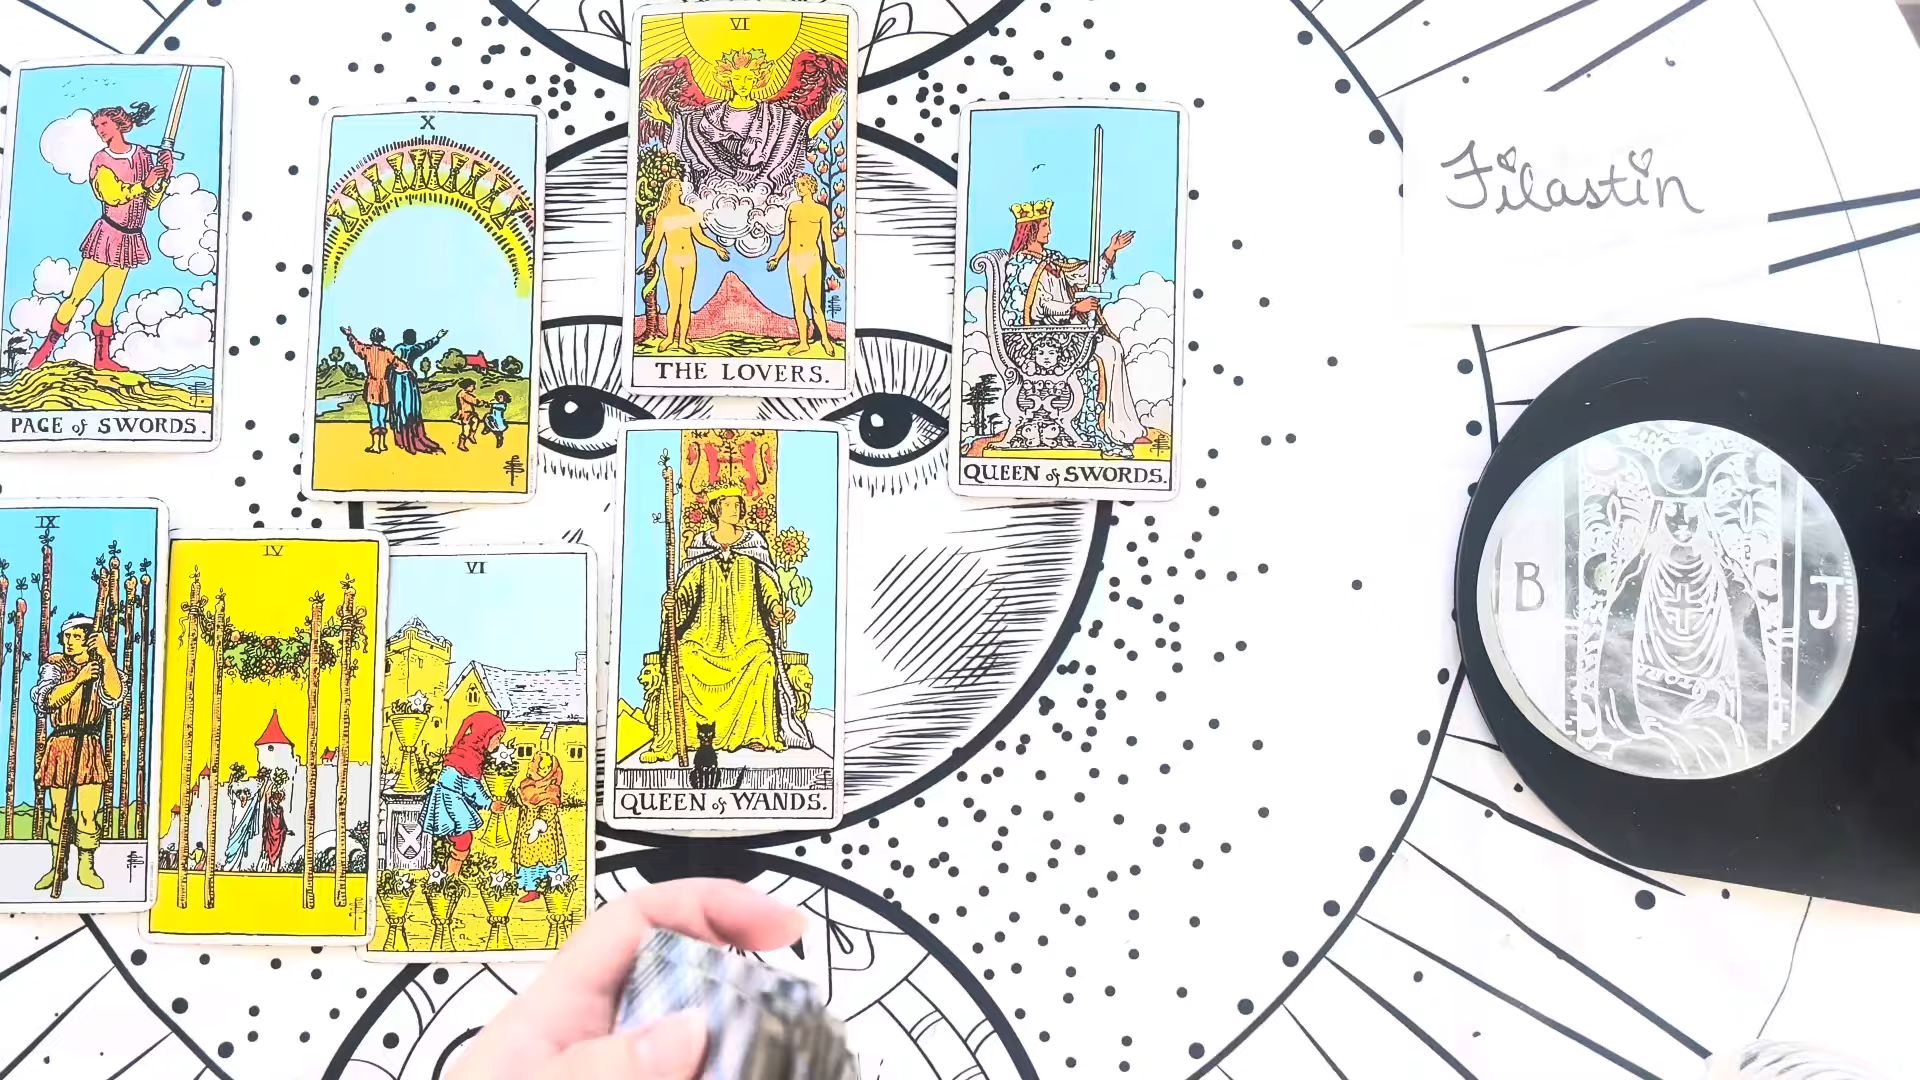 VI
X
THE LOVERS.
Filastin
PAGE of SWORDS.
QUEEN of SWORDS.
IX
IV
VI
QUEEN of WANDS.
B
J